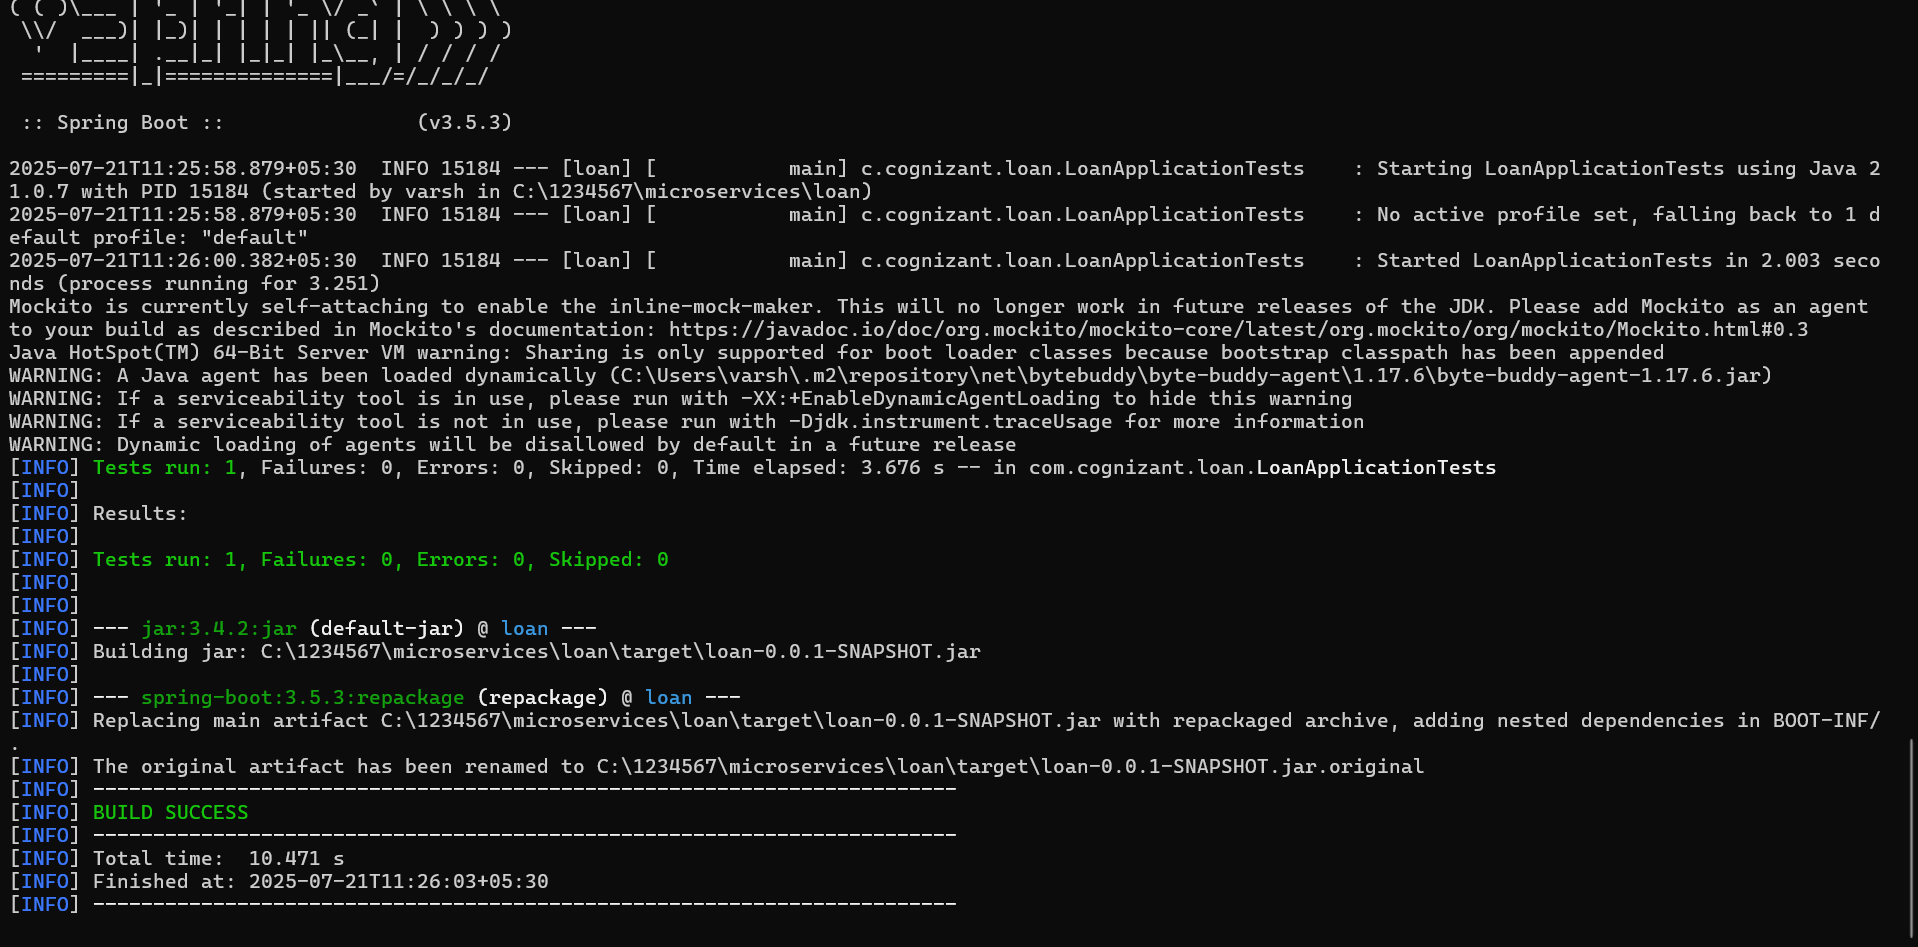 ( ( )\___ | '_ | '_| | '_ \/ _` | \ \ \ \
 \\/  ___)| |_)| | | | | || (_| |  ) ) ) )
  '  |____| .__|_| |_|_| |_\__, | / / / /
 =========|_|==============|___/=/_/_/_/

 :: Spring Boot ::                (v3.5.3)

2025-07-21T11:25:58.879+05:30  INFO 15184 --- [loan] [           main] c.cognizant.loan.LoanApplicationTests    : Starting LoanApplicationTests using Java 2
1.0.7 with PID 15184 (started by varsh in C:\1234567\microservices\loan)
2025-07-21T11:25:58.879+05:30  INFO 15184 --- [loan] [           main] c.cognizant.loan.LoanApplicationTests    : No active profile set, falling back to 1 d
efault profile: "default"
2025-07-21T11:26:00.382+05:30  INFO 15184 --- [loan] [           main] c.cognizant.loan.LoanApplicationTests    : Started LoanApplicationTests in 2.003 seco
nds (process running for 3.251)
Mockito is currently self-attaching to enable the inline-mock-maker. This will no longer work in future releases of the JDK. Please add Mockito as an agent
to your build as described in Mockito's documentation: https://javadoc.io/doc/org.mockito/mockito-core/latest/org.mockito/org/mockito/Mockito.html#0.3
Java HotSpot(TM) 64-Bit Server VM warning: Sharing is only supported for boot loader classes because bootstrap classpath has been appended
WARNING: A Java agent has been loaded dynamically (C:\Users\varsh\.m2\repository\net\bytebuddy\byte-buddy-agent\1.17.6\byte-buddy-agent-1.17.6.jar)
WARNING: If a serviceability tool is in use, please run with -XX:+EnableDynamicAgentLoading to hide this warning
WARNING: If a serviceability tool is not in use, please run with -Djdk.instrument.traceUsage for more information
WARNING: Dynamic loading of agents will be disallowed by default in a future release
[INFO] Tests run: 1, Failures: 0, Errors: 0, Skipped: 0, Time elapsed: 3.676 s -- in com.cognizant.loan.LoanApplicationTests
[INFO]
[INFO] Results:
[INFO]
[INFO] Tests run: 1, Failures: 0, Errors: 0, Skipped: 0
[INFO]
[INFO]
[INFO] --- jar:3.4.2:jar (default-jar) @ loan ---
[INFO] Building jar: C:\1234567\microservices\loan\target\loan-0.0.1-SNAPSHOT.jar
[INFO]
[INFO] --- spring-boot:3.5.3:repackage (repackage) @ loan ---
[INFO] Replacing main artifact C:\1234567\microservices\loan\target\loan-0.0.1-SNAPSHOT.jar with repackaged archive, adding nested dependencies in BOOT-INF/
.
[INFO] The original artifact has been renamed to C:\1234567\microservices\loan\target\loan-0.0.1-SNAPSHOT.jar.original
[INFO] ------------------------------------------------------------------------
[INFO] BUILD SUCCESS
[INFO] ------------------------------------------------------------------------
[INFO] Total time:  10.471 s
[INFO] Finished at: 2025-07-21T11:26:03+05:30
[INFO] ------------------------------------------------------------------------